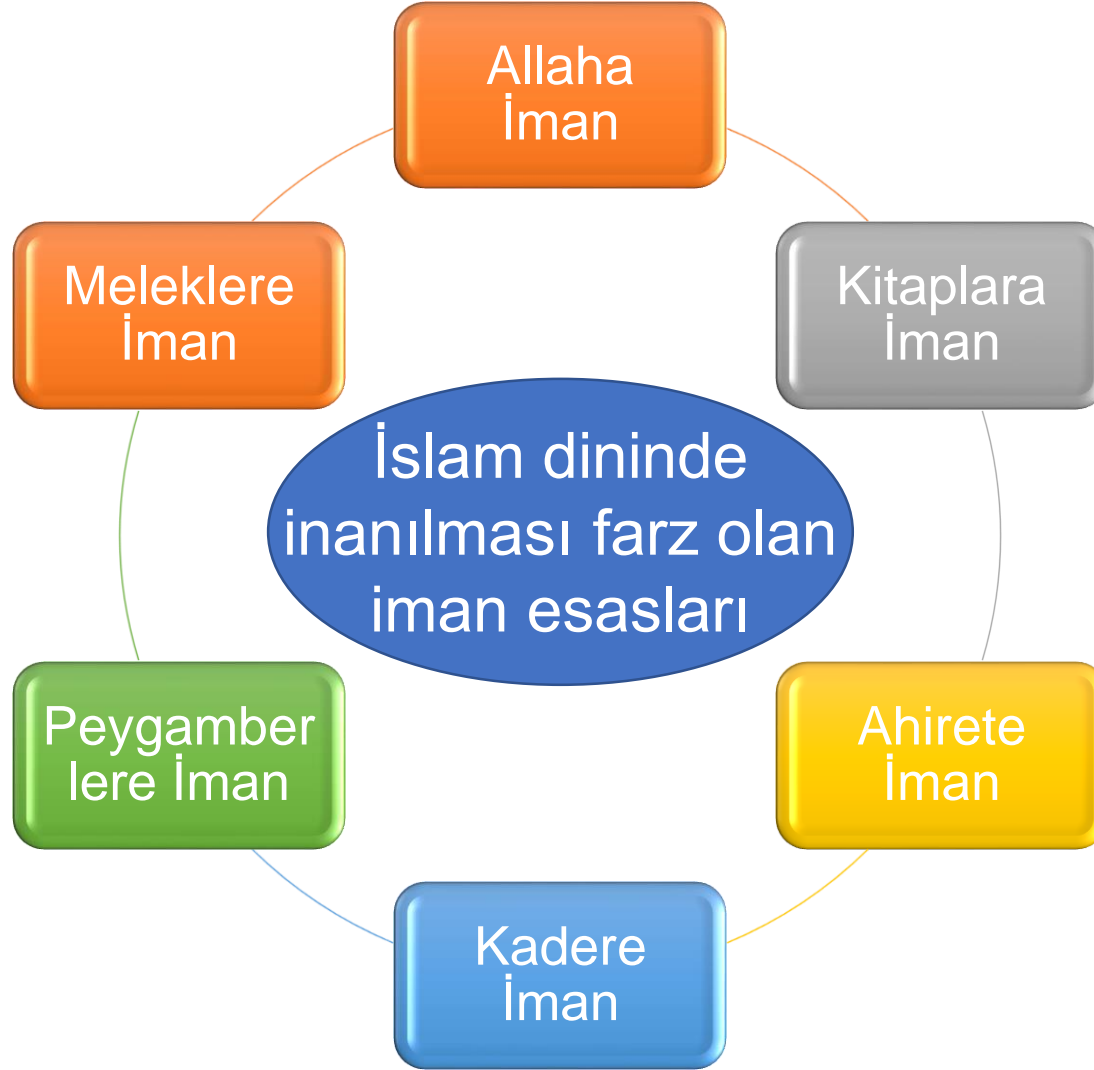 Allaha
İman
Meleklere
İman
Kitaplara
İman
İslam dininde
inanılması farz olan
iman esasları
Peygamber
lere İman
Ahirete
İman
Kadere
İman